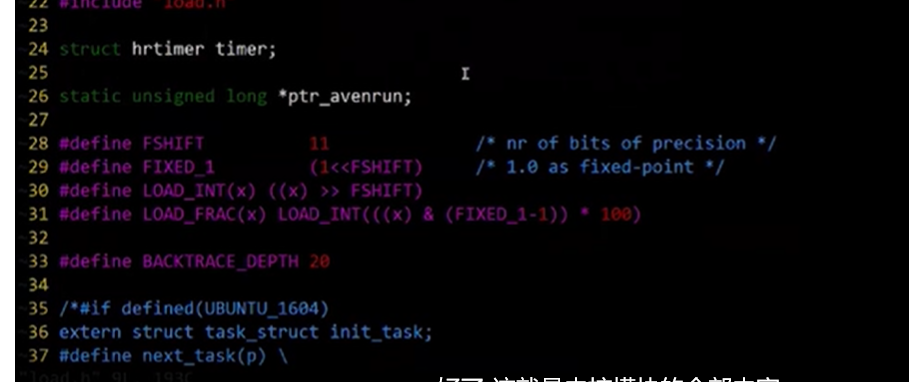 22 #include "load.h"
23
24 struct hrtimer timer;
25
26 static unsigned long *ptr_avenrun;
27
28 #define FSHIFT 11 /* nr of bits of precision */
29 #define FIXED_1 (1<<FSHIFT) /* 1.0 as fixed-point */
30 #define LOAD_INT(x) ((x) >> FSHIFT)
31 #define LOAD_FRAC(x) LOAD_INT(((x) & (FIXED_1-1)) * 100)
32
33 #define BACKTRACE_DEPTH 20
34
35 /*#if defined(UBUNTU_1604)
36 extern struct task_struct init_task;
37 #define next_task(p) \
"load.h" 9L, 193C